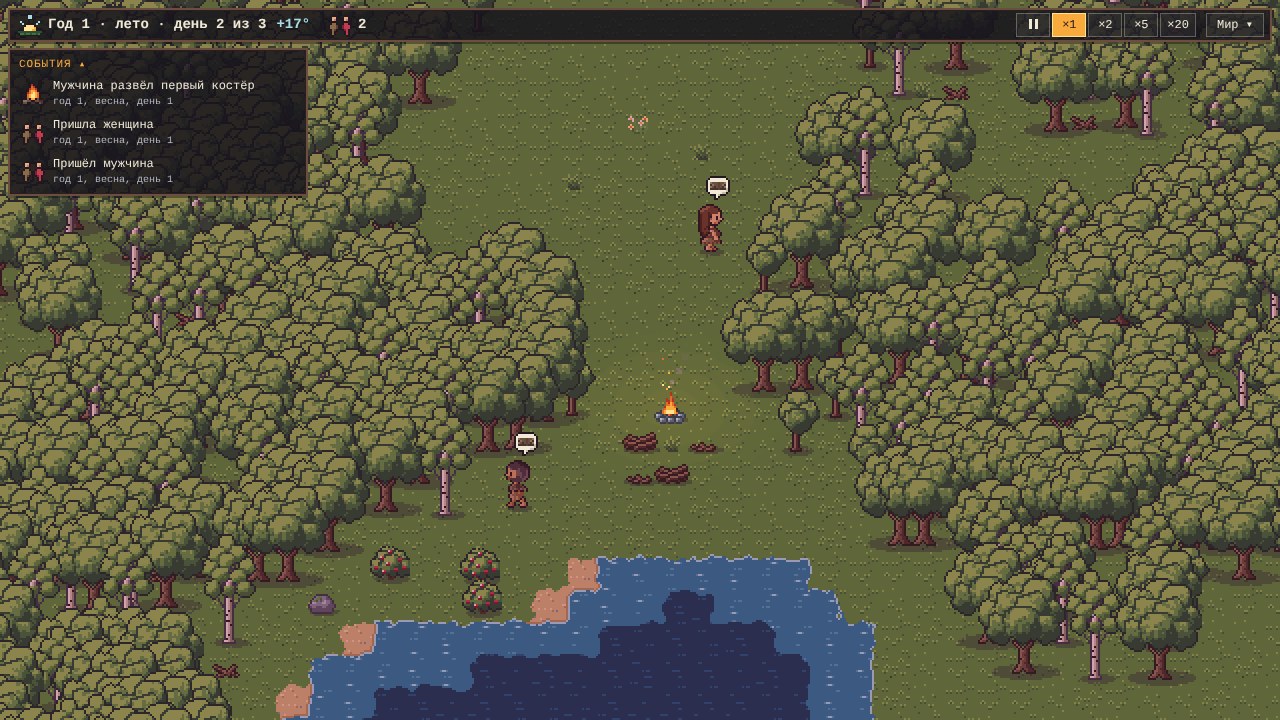 Год 1 · лето · день 2 из 3 +17° 2
×1 ×2 ×5 ×20 Мир ▾
СОБЫТИЯ ▴
Мужчина развёл первый костёр
год 1, весна, день 1
Пришла женщина
год 1, весна, день 1
Пришёл мужчина
год 1, весна, день 1